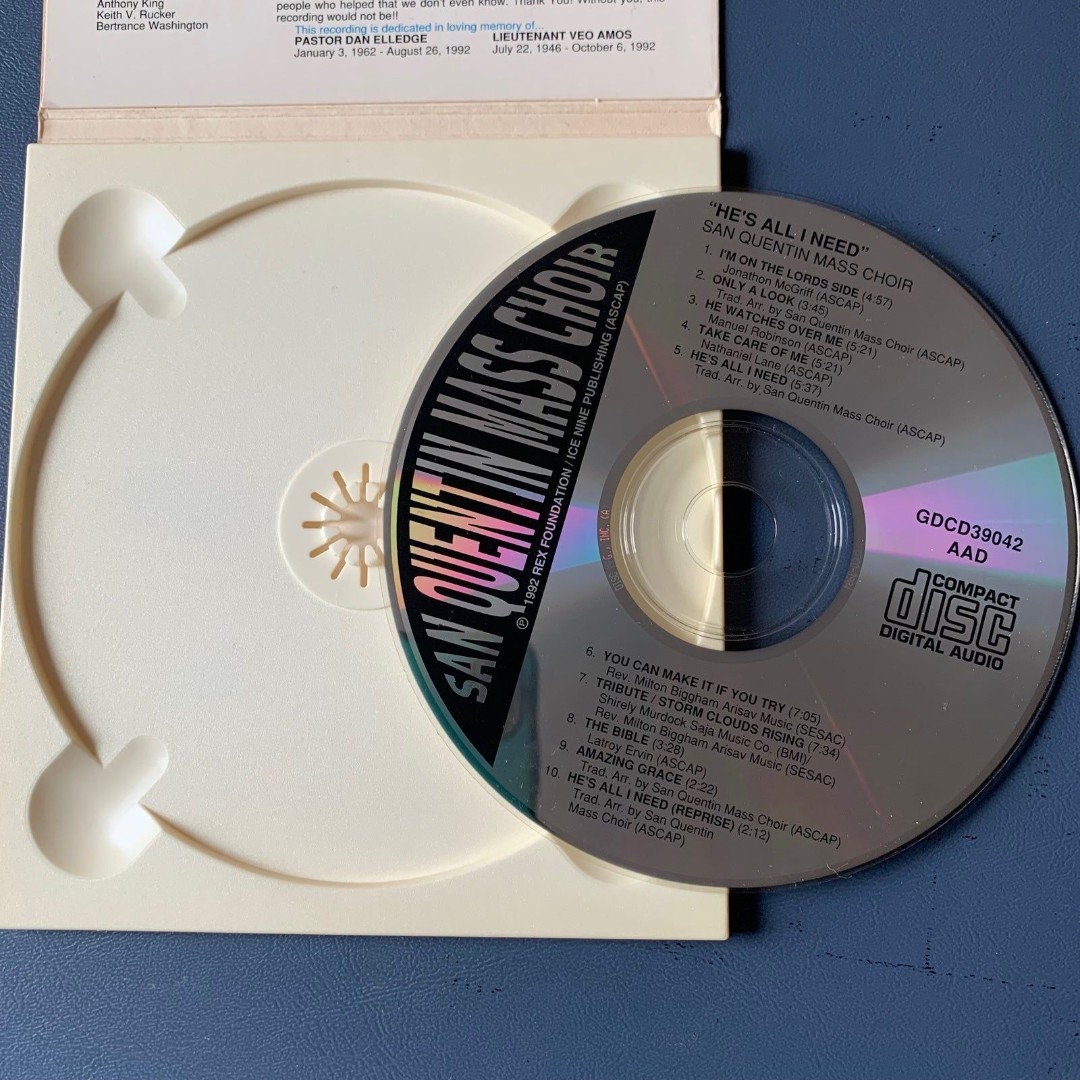 Anthony King
Keith V. Rucker
Bertrance Washington
people who helped that we don't even know. Thank You! Without you, this
recording would not be!!
This recording is dedicated in loving memory of...
PASTOR DAN ELLEDGE
January 3, 1962 - August 26, 1992
LIEUTENANT VEO AMOS
July 22, 1946 - October 6, 1992
SAN QUENTIN MASS CHOIR
Ⓟ 1992 REX FOUNDATION / ICE NINE PUBLISHING (ASCAP)
"HE'S ALL I NEED"
SAN QUENTIN MASS CHOIR
1. I'M ON THE LORDS SIDE (4:57)
Jonathon McGriff (ASCAP)
2. ONLY A LOOK (3:45)
Trad. Arr. by San Quentin Mass Choir (ASCAP)
3. HE WATCHES OVER ME (5:21)
Manuel Robinson (ASCAP)
4. TAKE CARE OF ME (5:21)
Nathaniel Lane (ASCAP)
5. HE'S ALL I NEED (5:37)
Trad. Arr. by San Quentin Mass Choir (ASCAP)
GDCD39042
AAD
COMPACT
disc
DIGITAL AUDIO
6. YOU CAN MAKE IT IF YOU TRY (7:05)
Rev. Milton Biggham Arisav Music (SESAC)
7. TRIBUTE / STORM CLOUDS RISING (7:34)
Shirely Murdock Saja Music Co. (BMI)/
Rev. Milton Biggham Arisav Music (SESAC)
8. THE BIBLE (3:28)
Latroy Ervin (ASCAP)
9. AMAZING GRACE (2:22)
Trad. Arr. by San Quentin Mass Choir (ASCAP)
10. HE'S ALL I NEED (REPRISE) (2:12)
Trad. Arr. by San Quentin
Mass Choir (ASCAP)